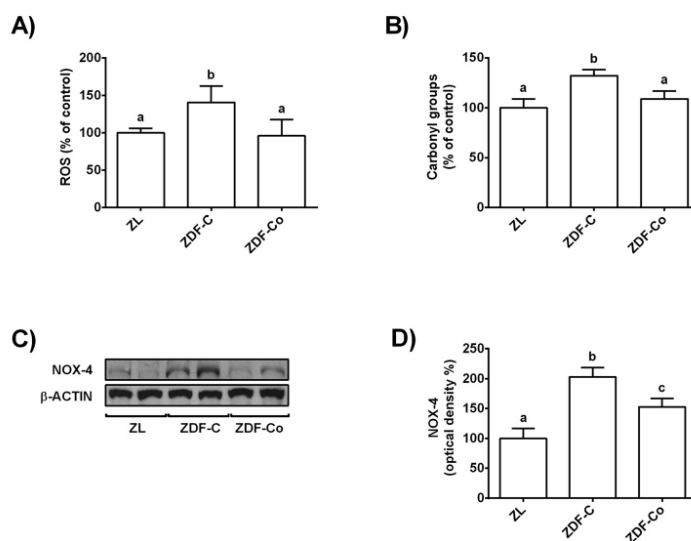 A)
ROS (% of control)
200
150
100
50
0
a
b
a
ZL
ZDF-C
ZDF-Co
B)
Carbonyl groups
(% of control)
150
100
50
0
a
b
a
ZL
ZDF-C
ZDF-Co
C)
NOX-4
β-ACTIN
ZL
ZDF-C
ZDF-Co
D)
NOX-4
(optical density %)
250
200
150
100
50
0
a
b
c
ZL
ZDF-C
ZDF-Co